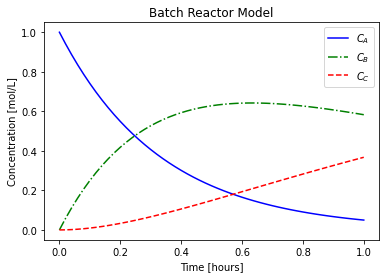 Batch Reactor Model
Concentration [mol/L]
1.0
0.8
0.6
0.4
0.2
0.0
C_A
C_B
C_C
0.0 0.2 0.4 0.6 0.8 1.0
Time [hours]